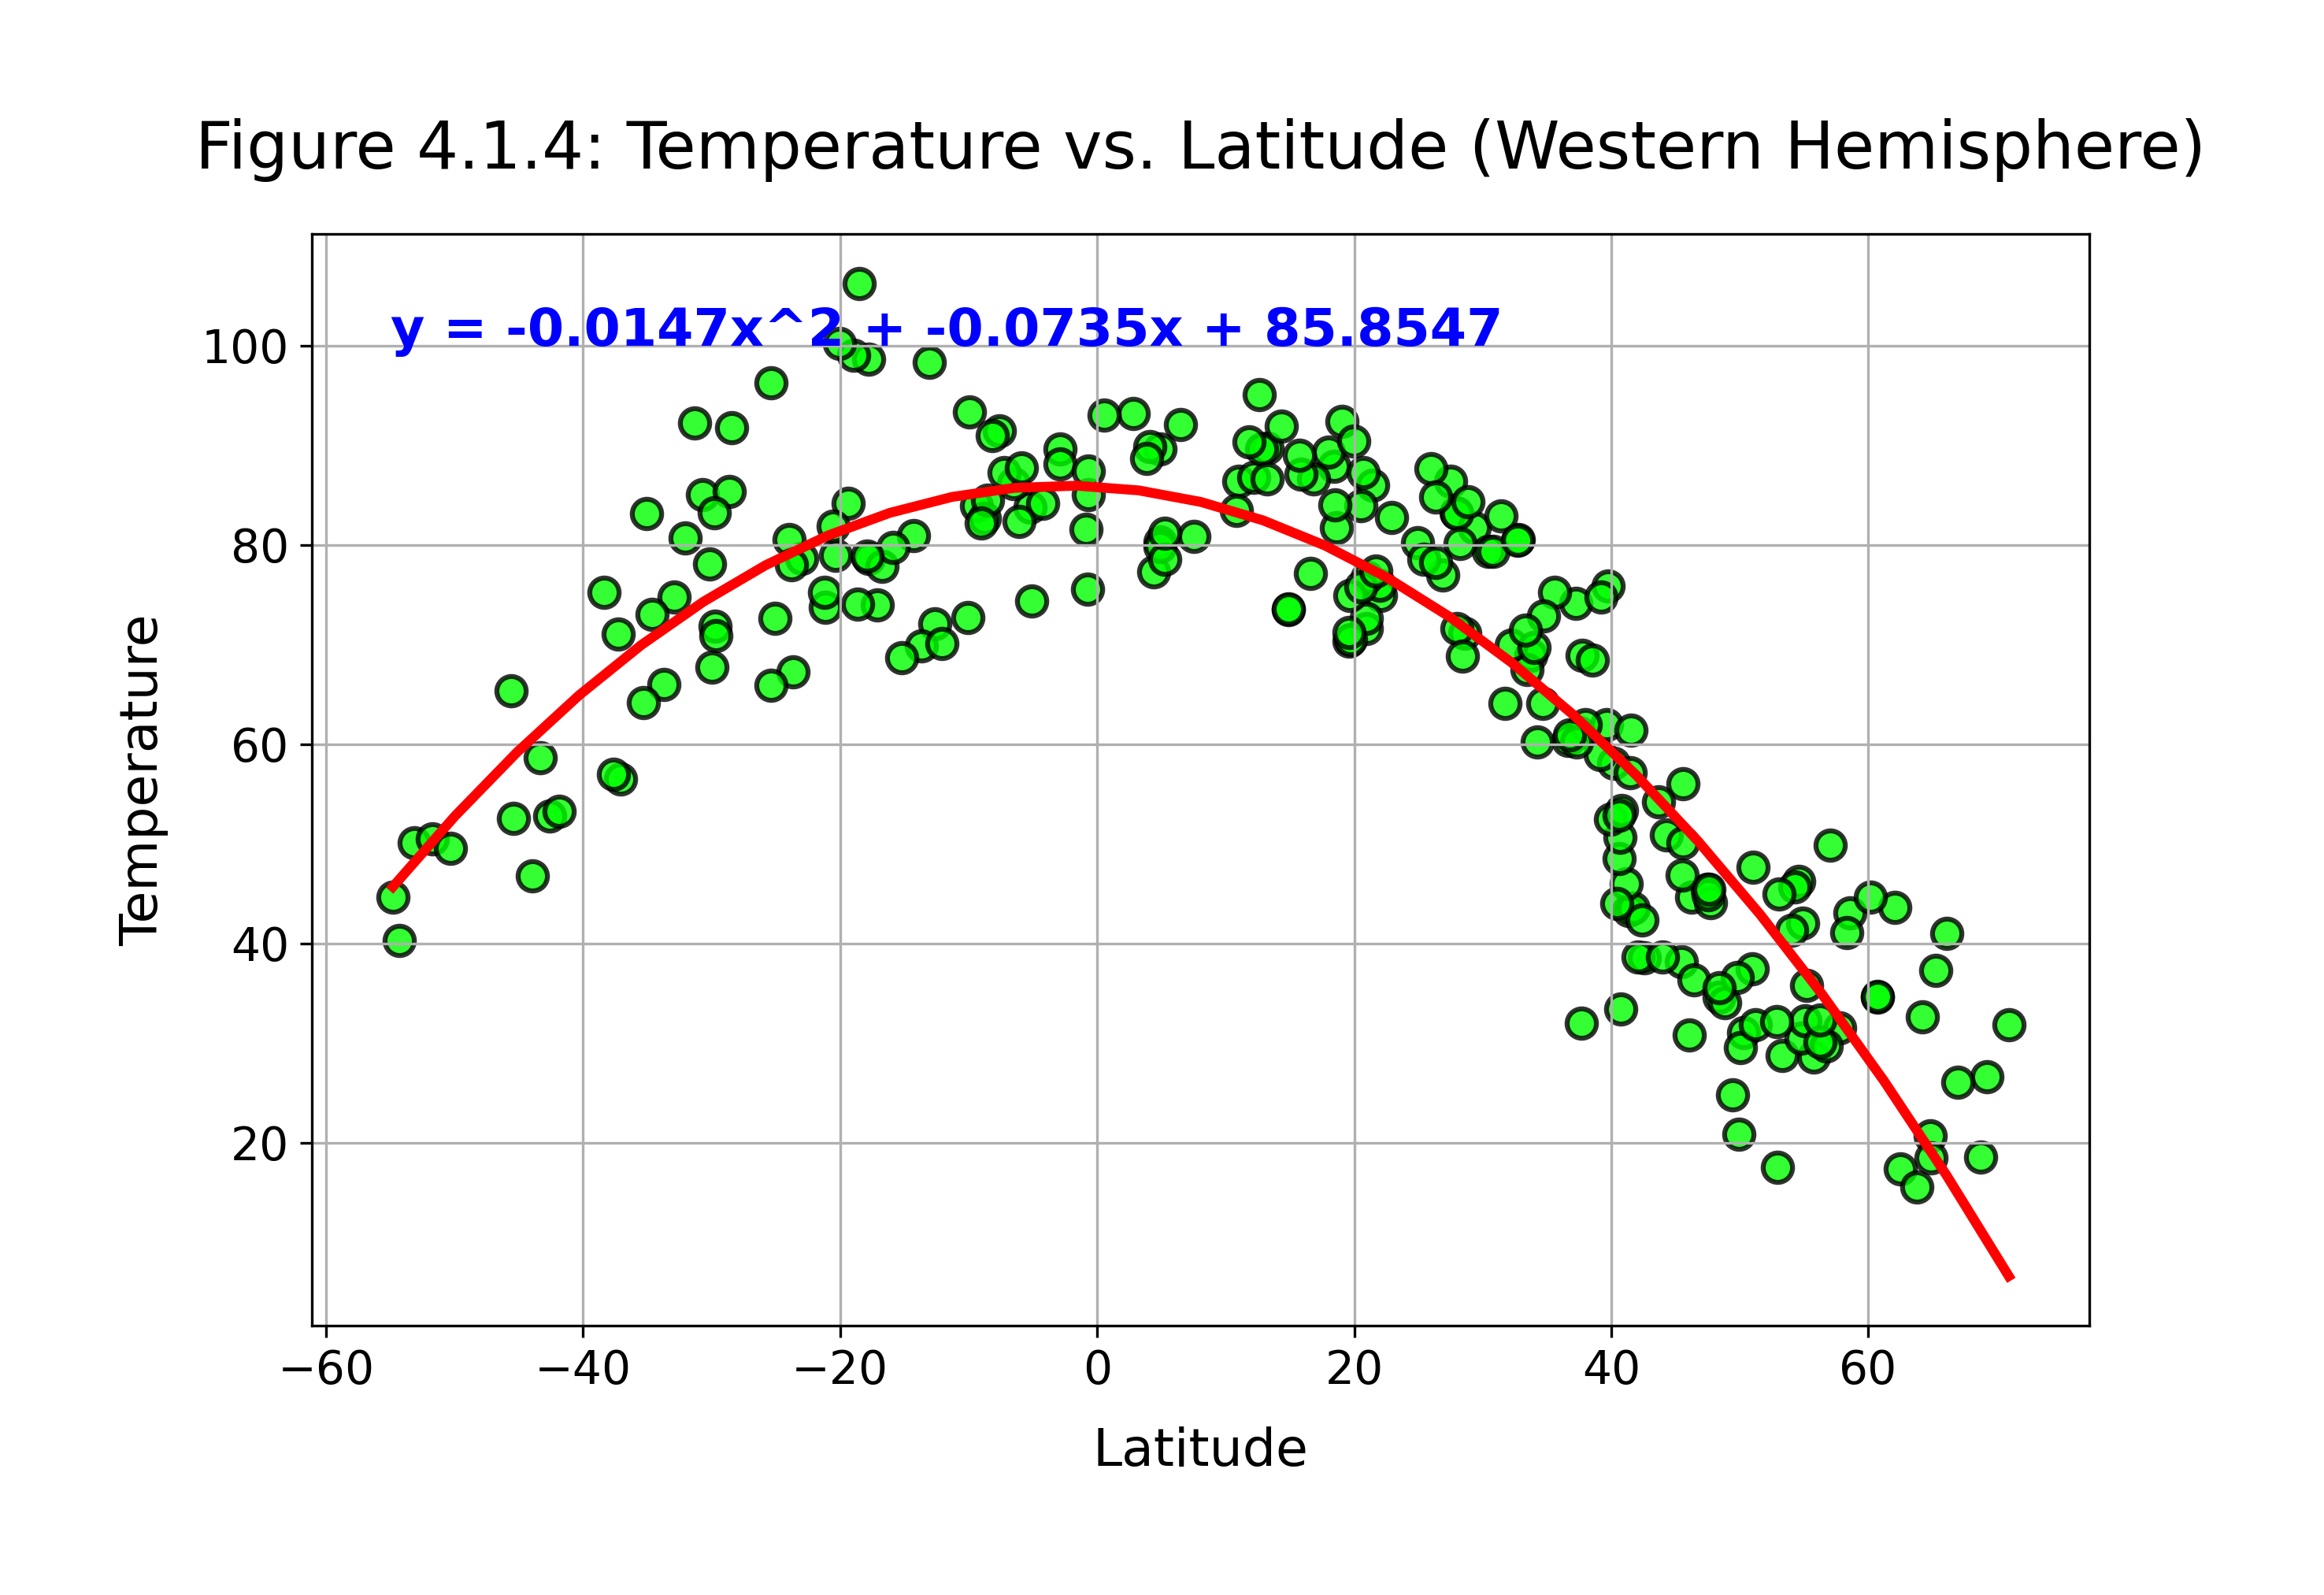 Figure 4.1.4: Temperature vs. Latitude (Western Hemisphere)
y = -0.0147x^2 + -0.0735x + 85.8547
100
80
60
40
20
Temperature
−60 −40 −20 0 20 40 60
Latitude